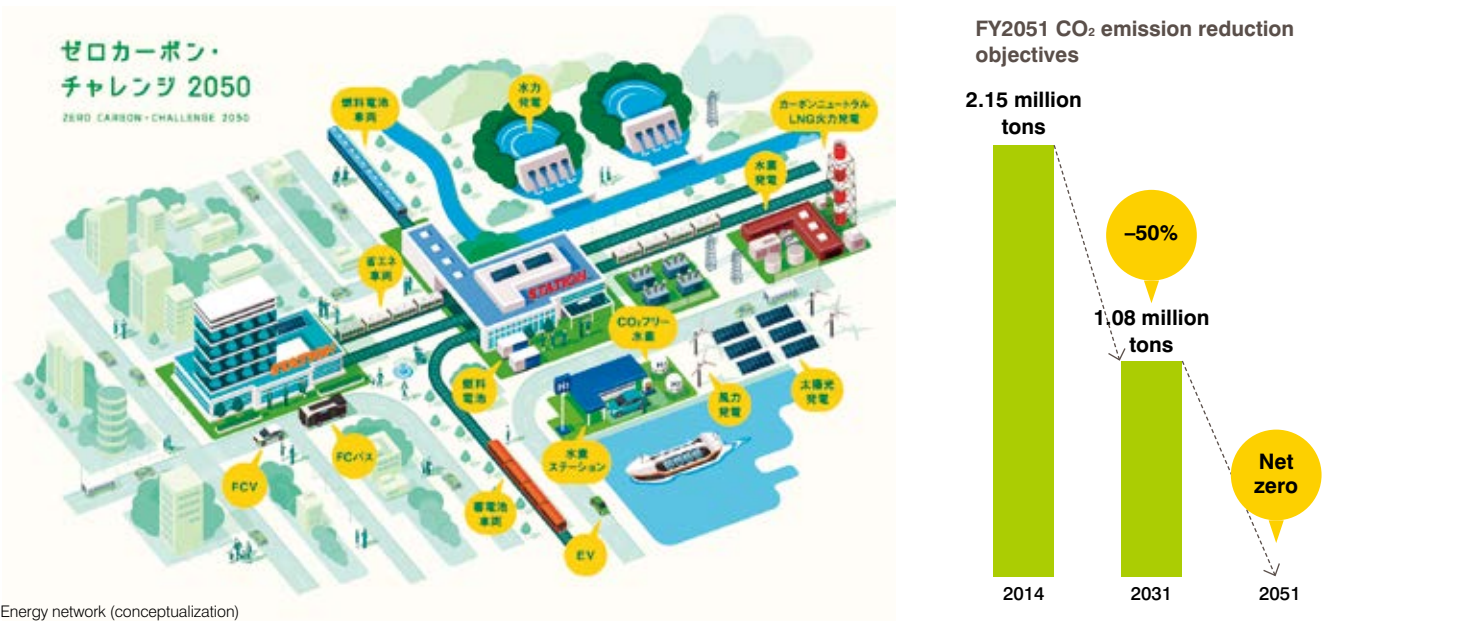 ゼロカーボン・
チャレンジ 2050
ZERO CARBON・CHALLENGE 2050
燃料電池
車両
水力
発電
カーボンニュートラル
LNG火力発電
水素
発電
省エネ
車両
STATION
STATION
CO₂フリー
水素
燃料
電池
風力
発電
太陽光
発電
水素
ステーション
FCバス
FCV
蓄電池
車両
EV
Energy network (conceptualization)
FY2051 CO₂ emission reduction
objectives
2.15 million
tons
–50%
1.08 million
tons
Net
zero
2014
2031
2051